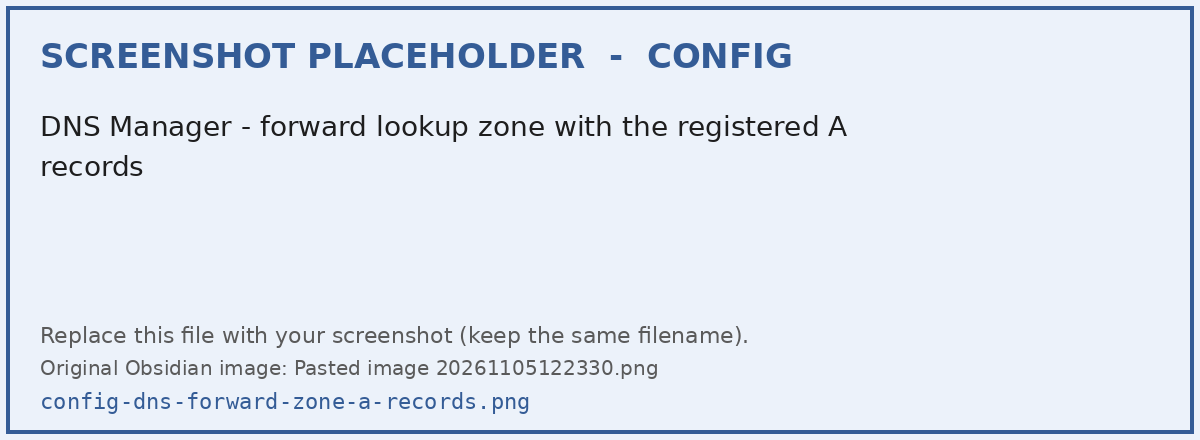 SCREENSHOT PLACEHOLDER - CONFIG
DNS Manager - forward lookup zone with the registered A
records
Replace this file with your screenshot (keep the same filename).
Original Obsidian image: Pasted image 20261105122330.png
config-dns-forward-zone-a-records.png